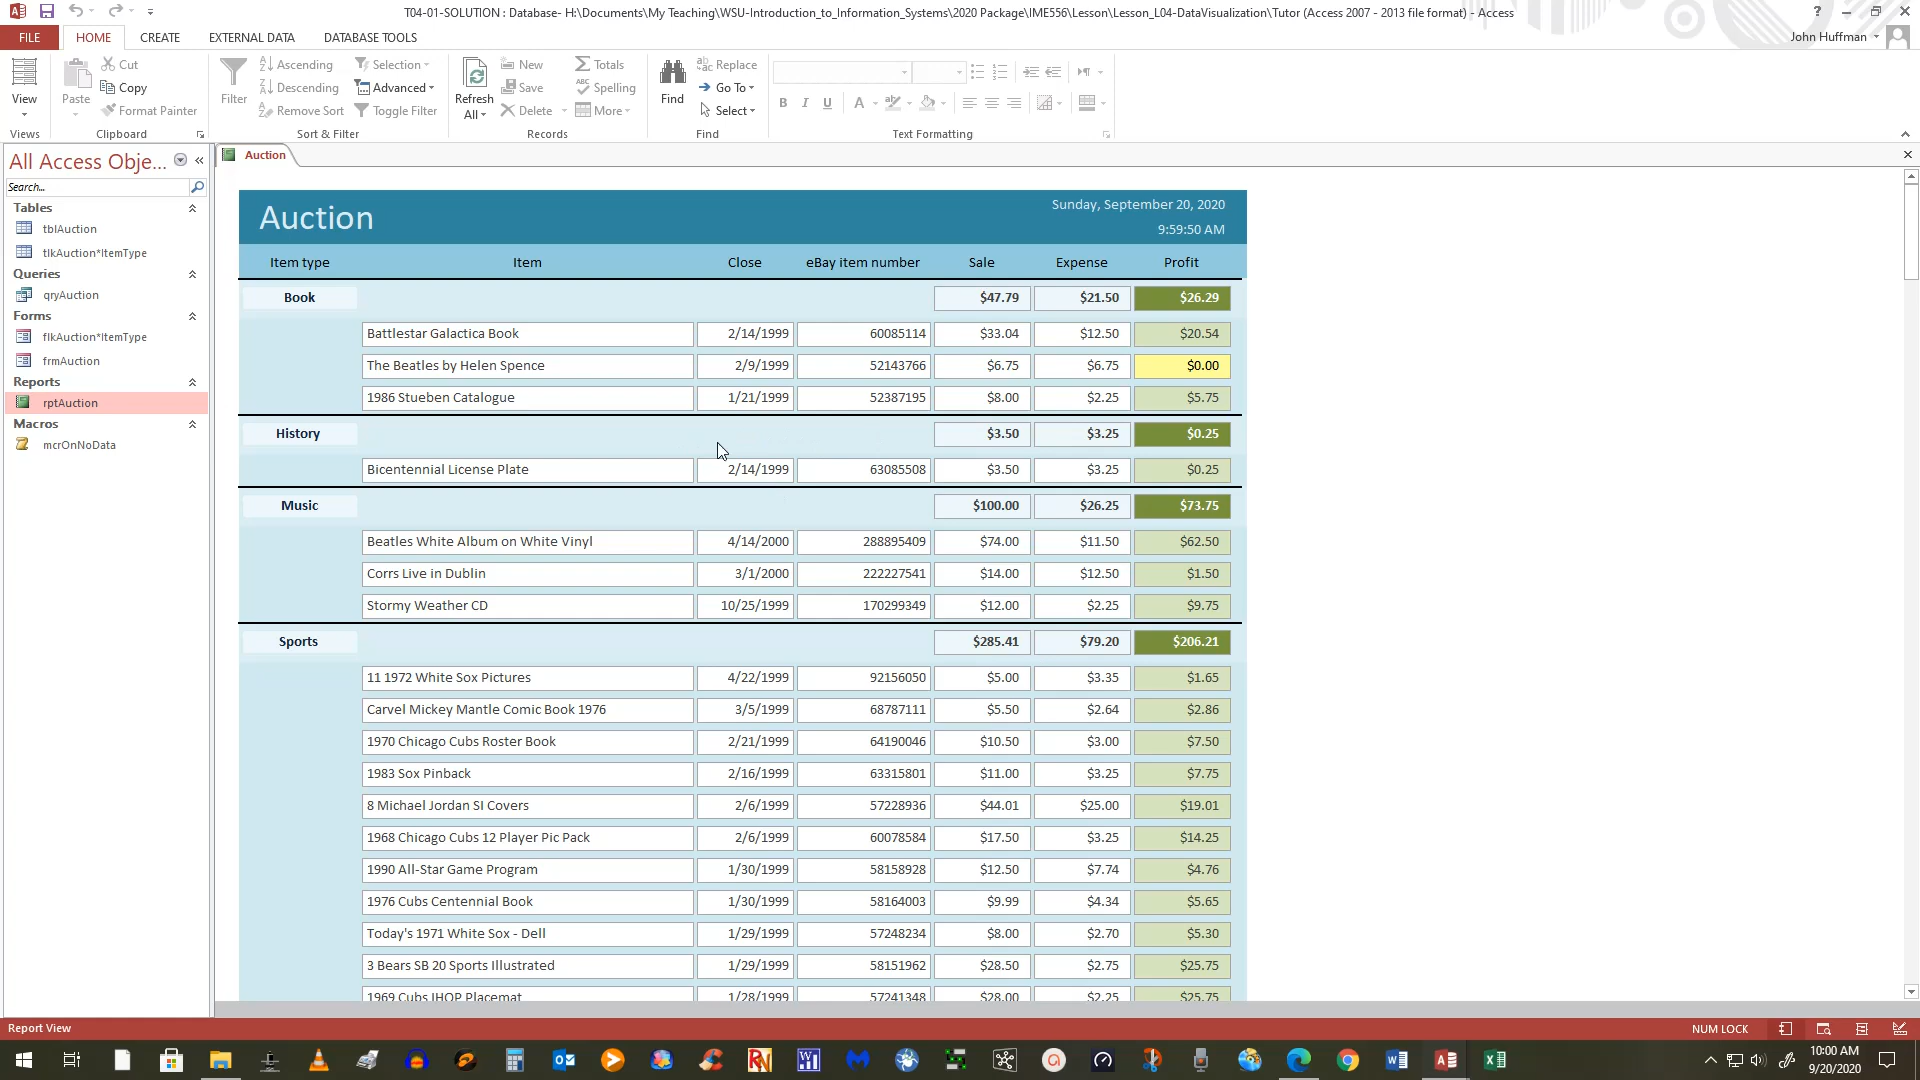 T04-01-SOLUTION : Database- H:\Documents\My Teaching\WSU-Introduction_to_Information_Systems\2020 Package\IME556\Lesson\Lesson_L04-DataVisualization\Tutor (Access 2007 - 2013 file format) - Access
FILE HOME CREATE EXTERNAL DATA DATABASE TOOLS John Huffman
View Paste Cut Copy Format Painter
Filter Ascending Descending Remove Sort Selection Advanced Toggle Filter
Refresh All New Save Delete Totals Spelling More
Find Replace Go To Select
Views Clipboard Sort & Filter Records Find Text Formatting
All Access Obje...
Search...
Tables
tblAuction
tlkAuction*ItemType
Queries
qryAuction
Forms
flkAuction*ItemType
frmAuction
Reports
rptAuction
Macros
mcrOnNoData
Auction
Auction Sunday, September 20, 2020
9:59:50 AM
Item type Item Close eBay item number Sale Expense Profit
Book $47.79 $21.50 $26.29
Battlestar Galactica Book 2/14/1999 60085114 $33.04 $12.50 $20.54
The Beatles by Helen Spence 2/9/1999 52143766 $6.75 $6.75 $0.00
1986 Stueben Catalogue 1/21/1999 52387195 $8.00 $2.25 $5.75
History $3.50 $3.25 $0.25
Bicentennial License Plate 2/14/1999 63085508 $3.50 $3.25 $0.25
Music $100.00 $26.25 $73.75
Beatles White Album on White Vinyl 4/14/2000 288895409 $74.00 $11.50 $62.50
Corrs Live in Dublin 3/1/2000 222227541 $14.00 $12.50 $1.50
Stormy Weather CD 10/25/1999 170299349 $12.00 $2.25 $9.75
Sports $285.41 $79.20 $206.21
11 1972 White Sox Pictures 4/22/1999 92156050 $5.00 $3.35 $1.65
Carvel Mickey Mantle Comic Book 1976 3/5/1999 68787111 $5.50 $2.64 $2.86
1970 Chicago Cubs Roster Book 2/21/1999 64190046 $10.50 $3.00 $7.50
1983 Sox Pinback 2/16/1999 63315801 $11.00 $3.25 $7.75
8 Michael Jordan SI Covers 2/6/1999 57228936 $44.01 $25.00 $19.01
1968 Chicago Cubs 12 Player Pic Pack 2/6/1999 60078584 $17.50 $3.25 $14.25
1990 All-Star Game Program 1/30/1999 58158928 $12.50 $7.74 $4.76
1976 Cubs Centennial Book 1/30/1999 58164003 $9.99 $4.34 $5.65
Today's 1971 White Sox - Dell 1/29/1999 57248234 $8.00 $2.70 $5.30
3 Bears SB 20 Sports Illustrated 1/29/1999 58151962 $28.50 $2.75 $25.75
1969 Cubs IHOP Placemat 1/28/1999 57241348 $28.00 $2.25 $25.75
Report View NUM LOCK
10:00 AM
9/20/2020